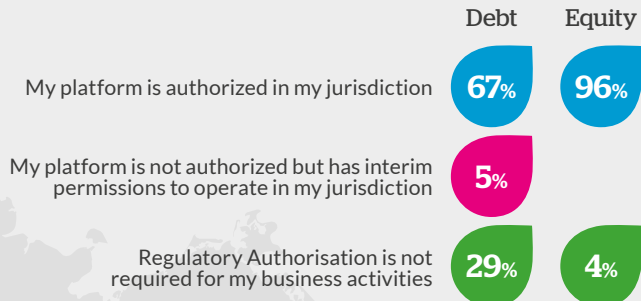 Debt Equity
My platform is authorized in my jurisdiction 67% 96%
My platform is not authorized but has interim
permissions to operate in my jurisdiction 5%
Regulatory Authorisation is not
required for my business activities 29% 4%